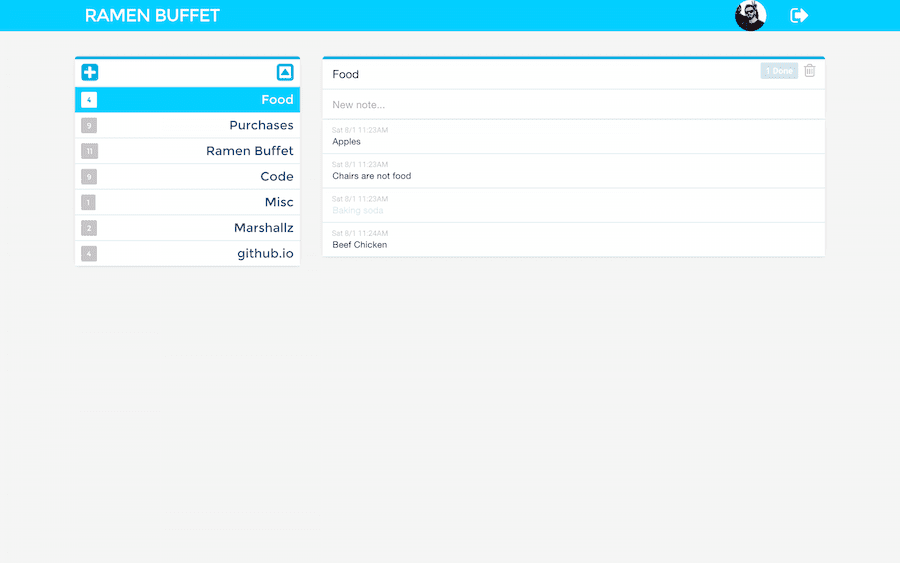 RAMEN BUFFET
4 Food
9 Purchases
11 Ramen Buffet
9 Code
1 Misc
2 Marshallz
4 github.io
Food
1 Done
New note...
Sat 8/1 11:23AM
Apples
Sat 8/1 11:23AM
Chairs are not food
Sat 8/1 11:23AM
Baking soda
Sat 8/1 11:24AM
Beef Chicken